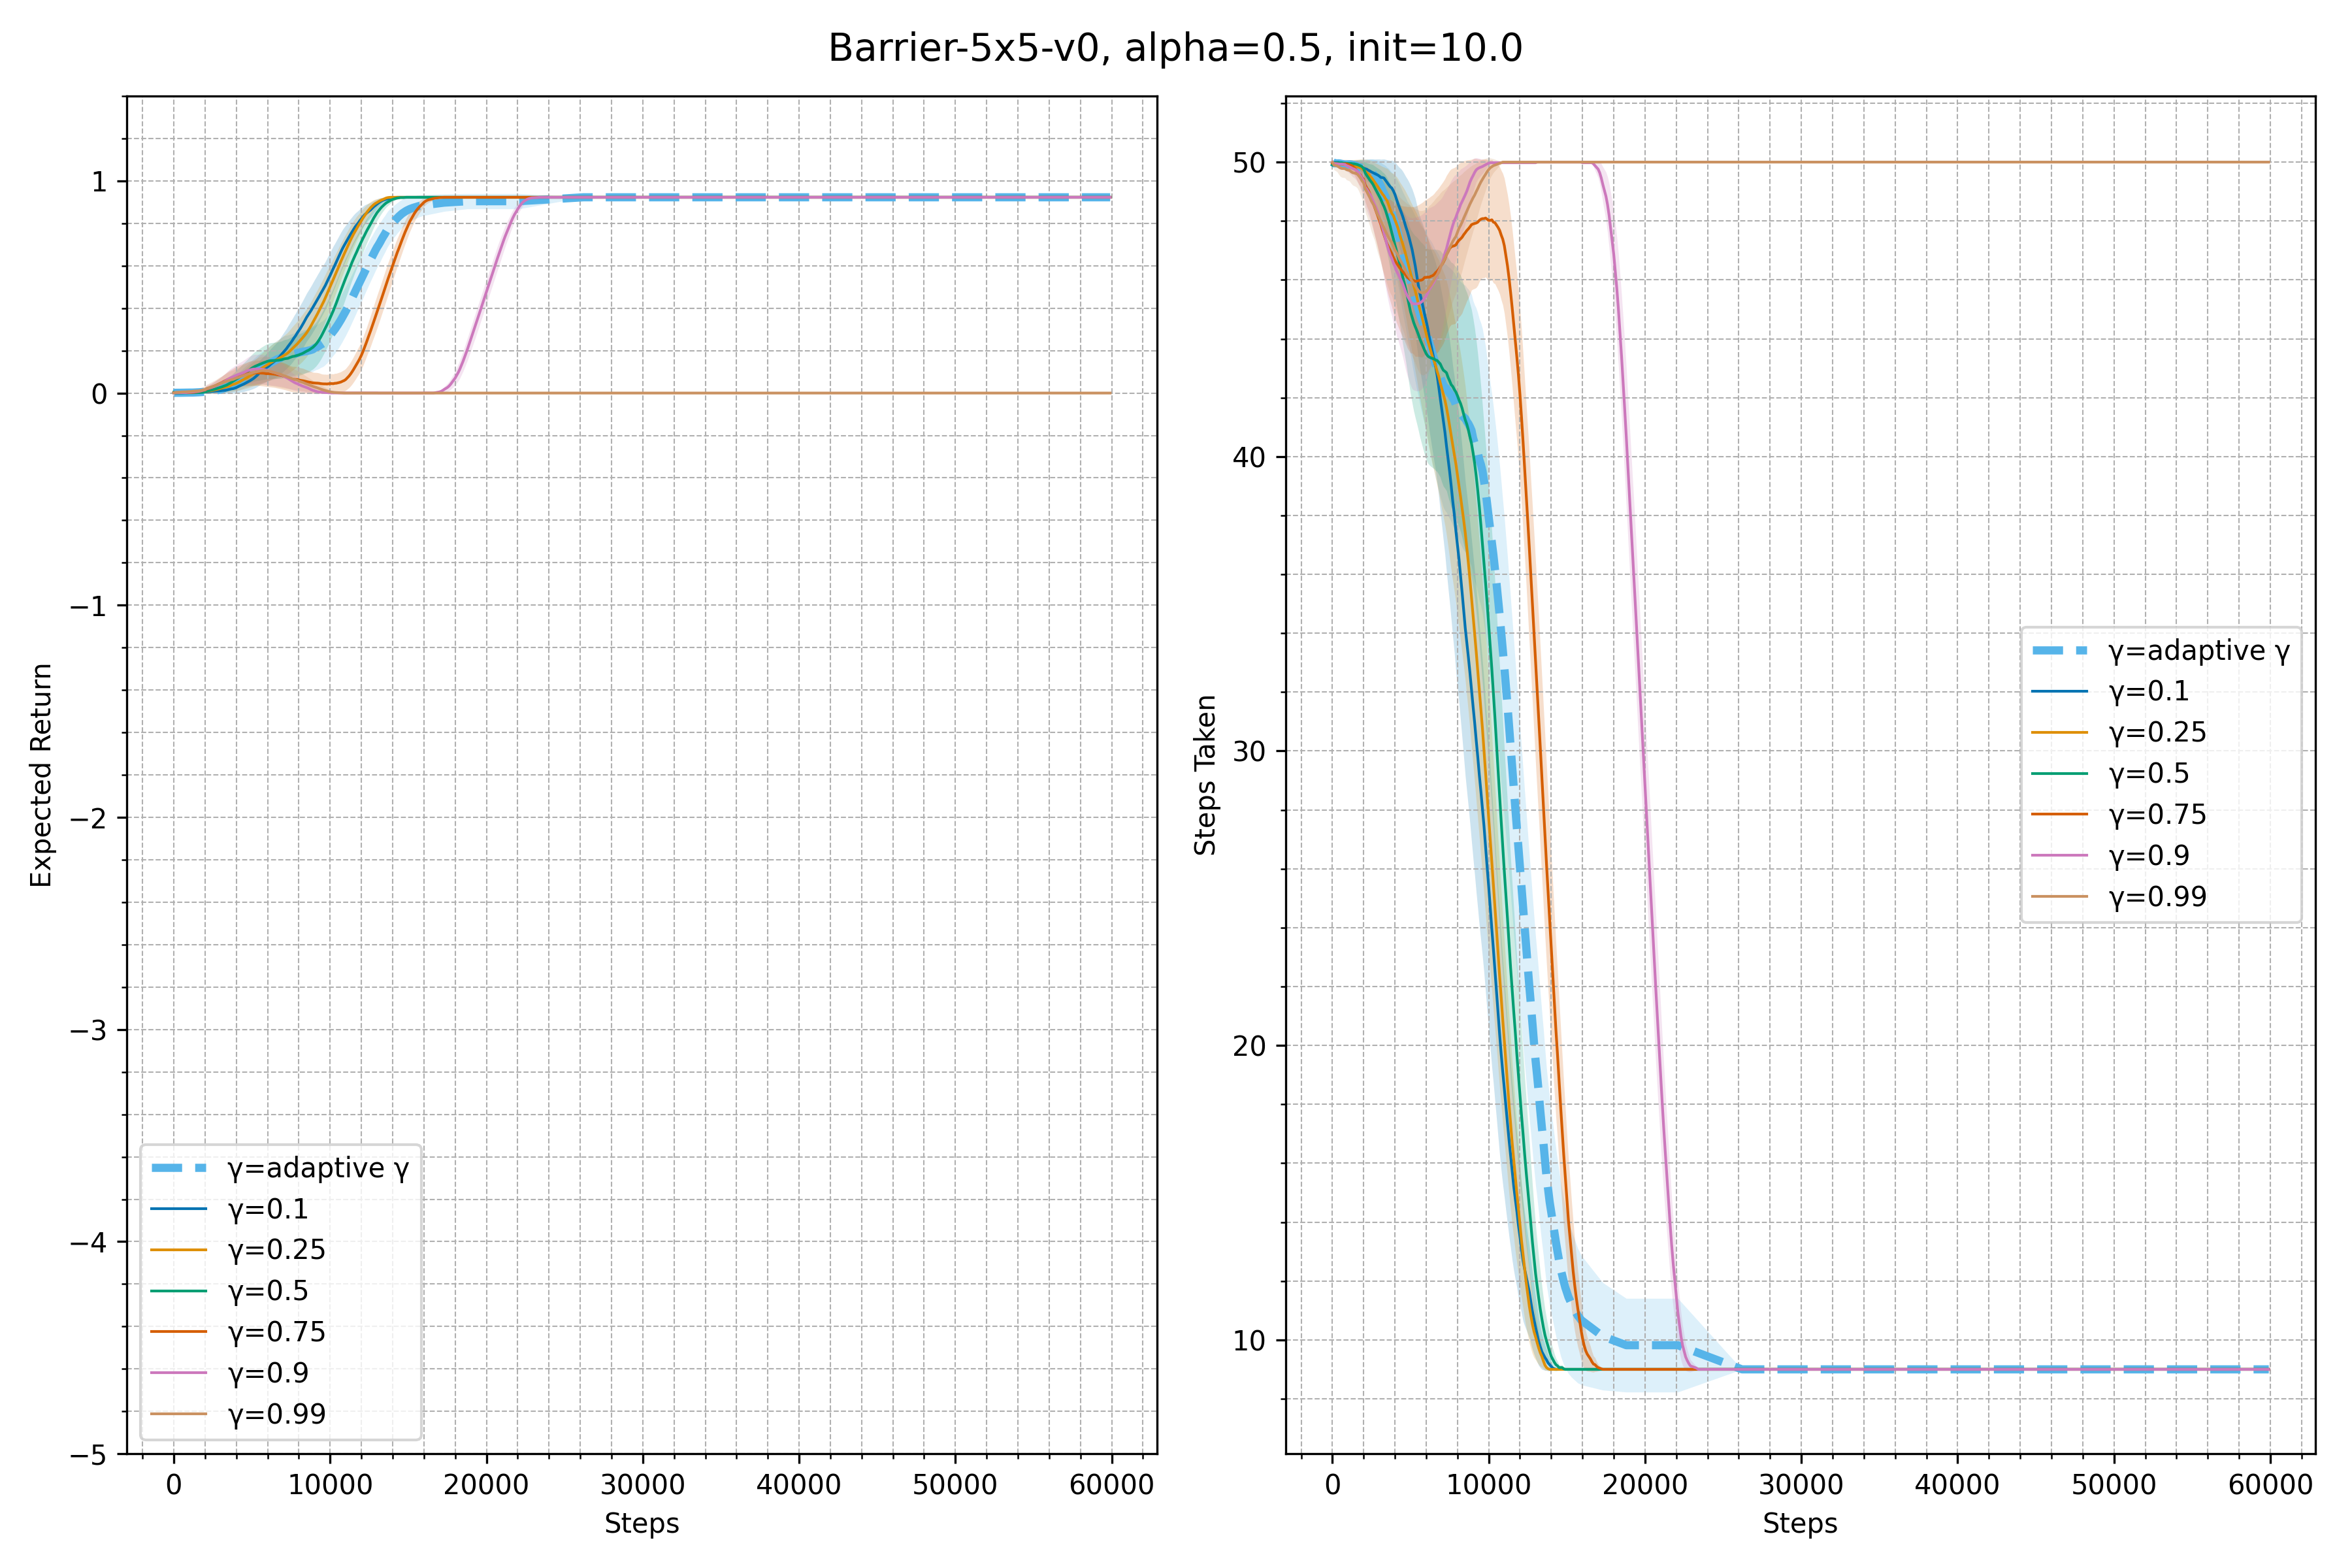 Barrier-5x5-v0, alpha=0.5, init=10.0
Expected Return
1
0
−1
−2
−3
−4
−5
γ=adaptive γ
γ=0.1
γ=0.25
γ=0.5
γ=0.75
γ=0.9
γ=0.99
0 10000 20000 30000 40000 50000 60000
Steps
Steps Taken
50
40
30
20
10
γ=adaptive γ
γ=0.1
γ=0.25
γ=0.5
γ=0.75
γ=0.9
γ=0.99
0 10000 20000 30000 40000 50000 60000
Steps